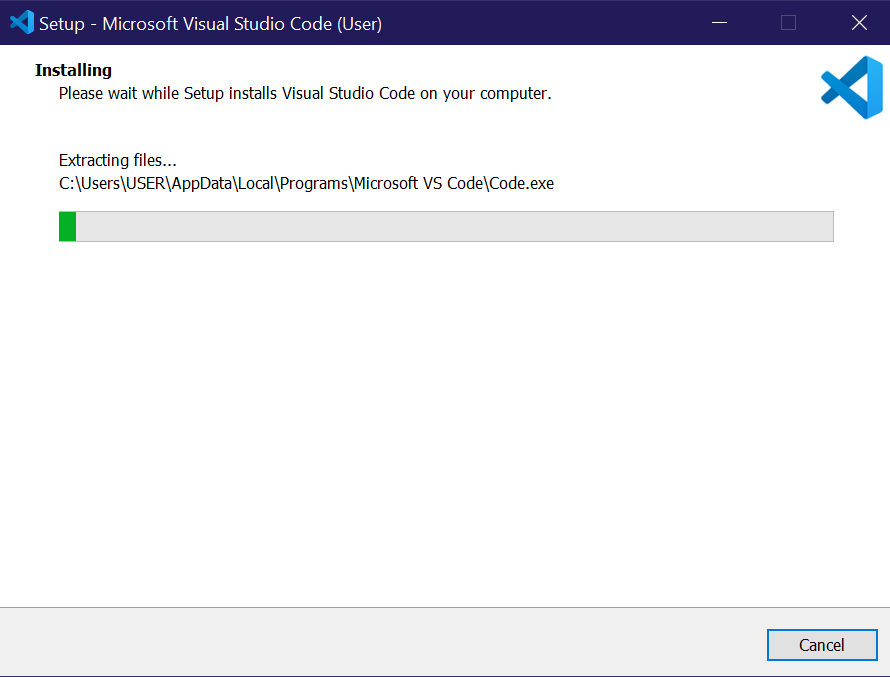 Setup - Microsoft Visual Studio Code (User)
Installing
Please wait while Setup installs Visual Studio Code on your computer.
Extracting files...
C:\Users\USER\AppData\Local\Programs\Microsoft VS Code\Code.exe
Cancel